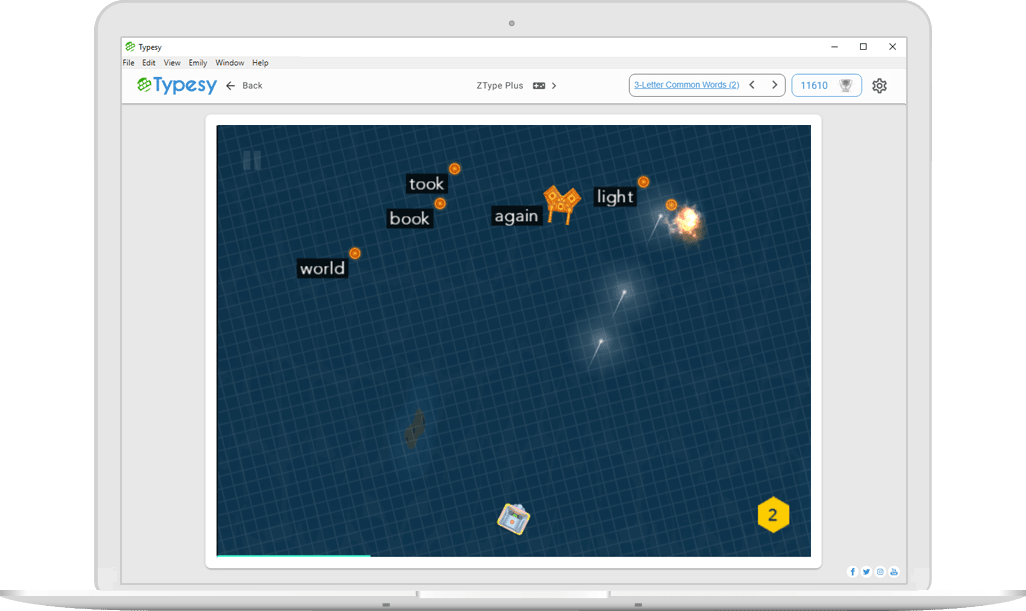 Typesy
File Edit View Emily Window Help
Typesy Back ZType Plus 3-Letter Common Words (2) 11610
took
light
again
book
world
2